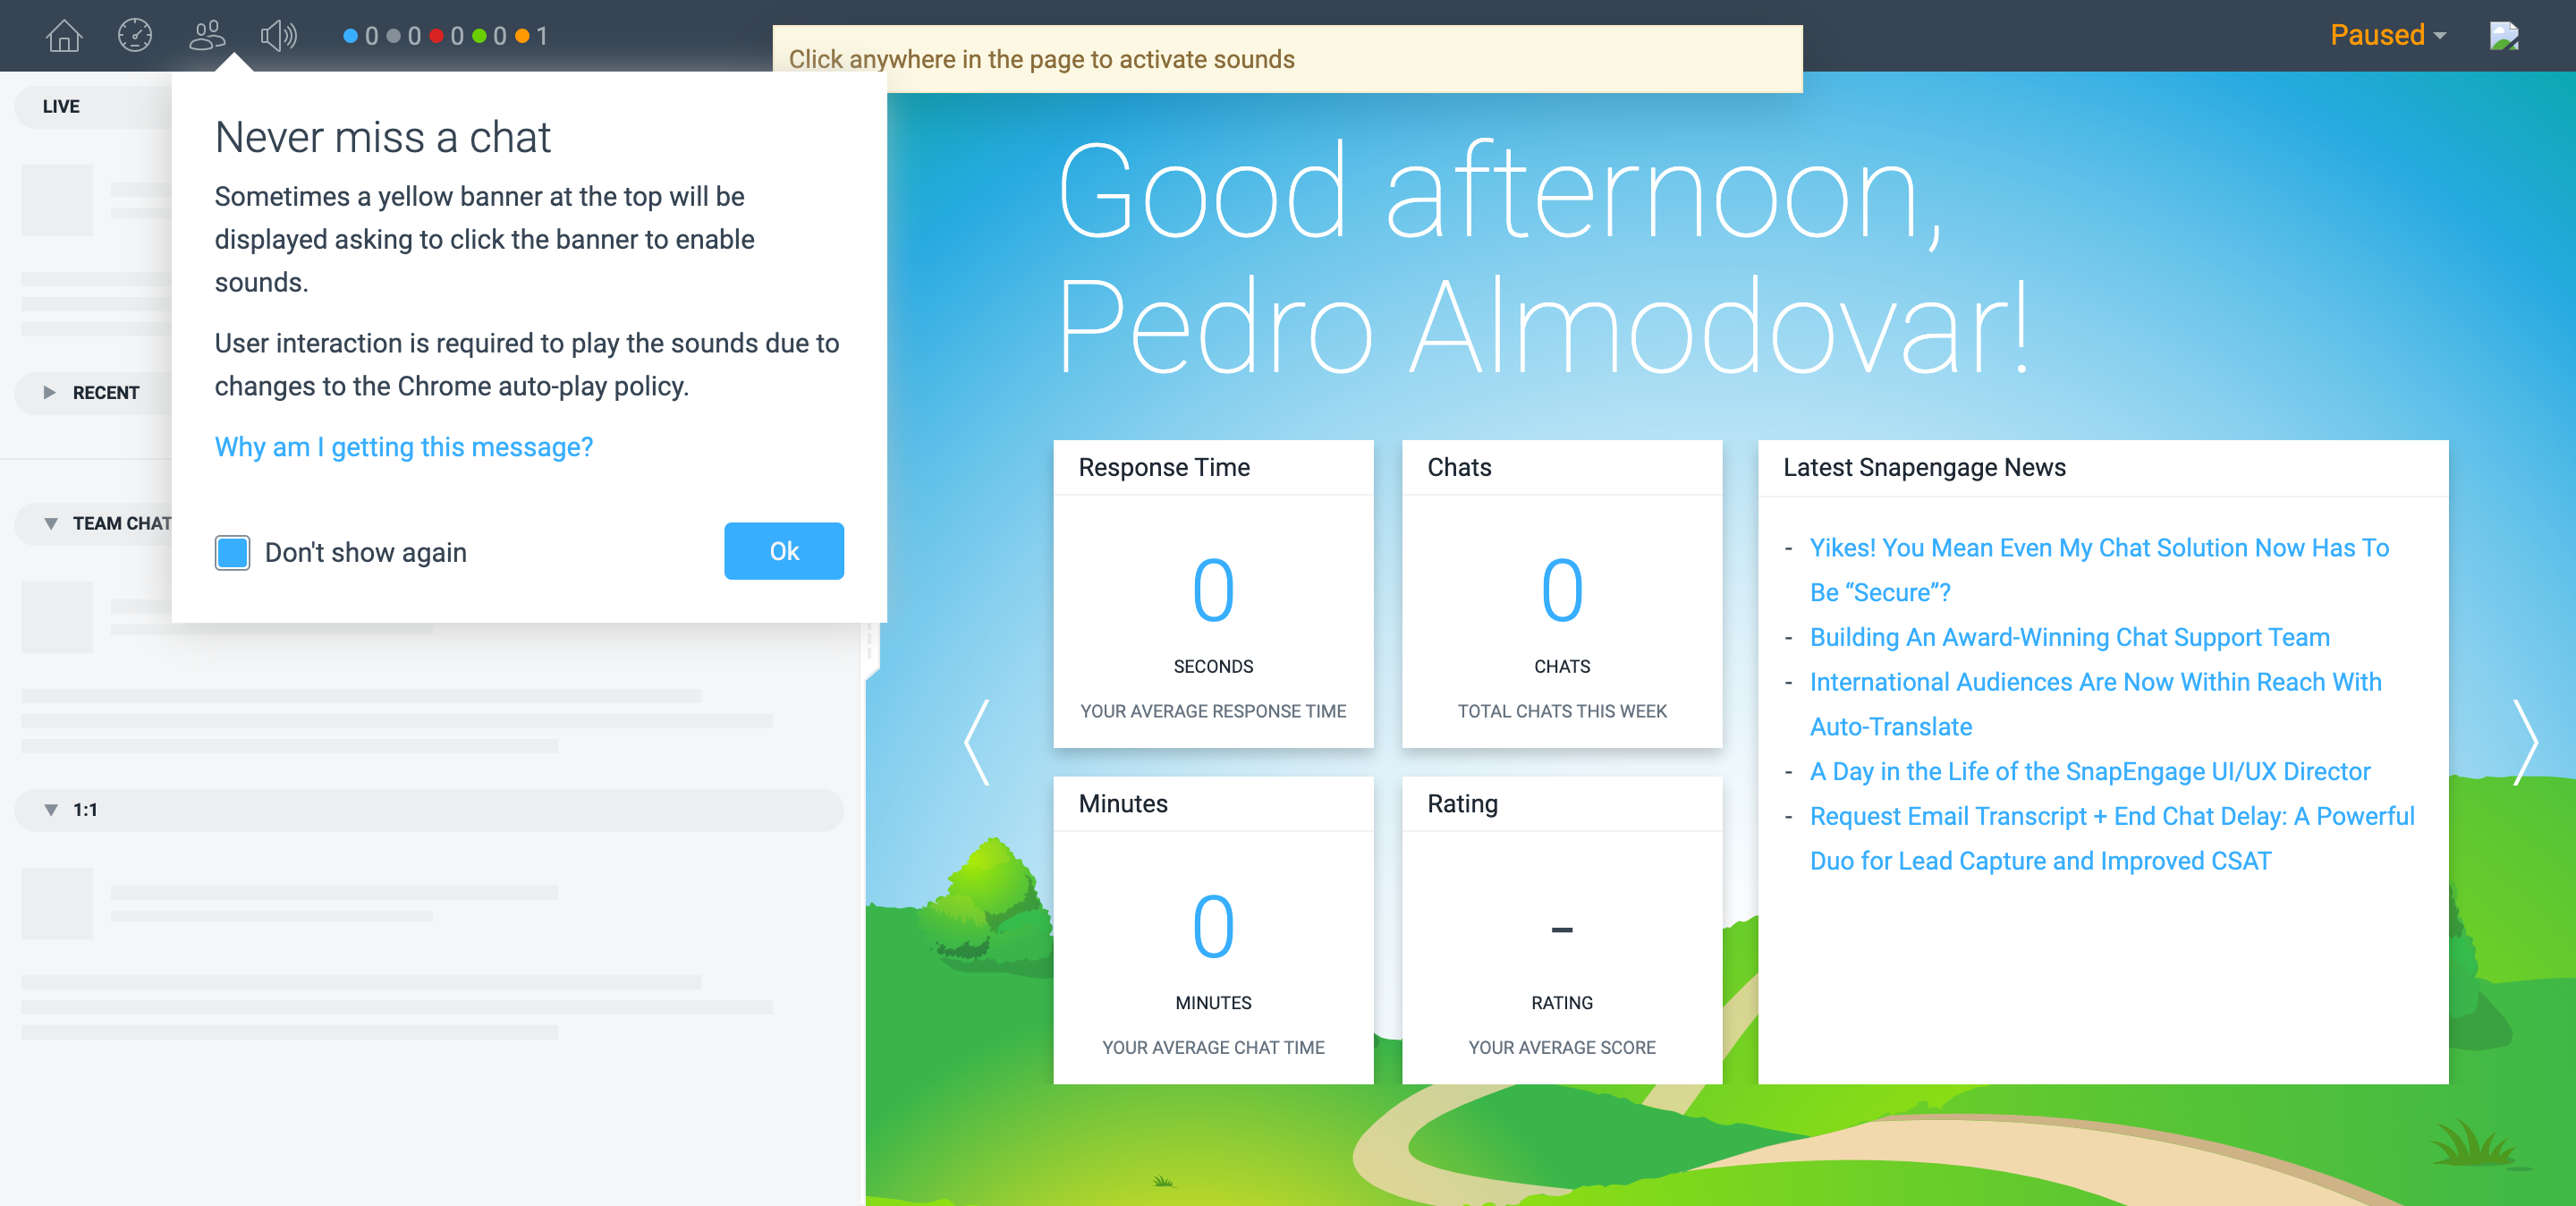 0 0 0 0 1
Paused
Click anywhere in the page to activate sounds
LIVE
RECENT
TEAM CHAT
1:1
Never miss a chat
Sometimes a yellow banner at the top will be
displayed asking to click the banner to enable
sounds.
User interaction is required to play the sounds due to
changes to the Chrome auto-play policy.
Why am I getting this message?
Don't show again
Ok
Good afternoon,
Pedro Almodovar!
Response Time
0
SECONDS
YOUR AVERAGE RESPONSE TIME
Chats
0
CHATS
TOTAL CHATS THIS WEEK
Minutes
0
MINUTES
YOUR AVERAGE CHAT TIME
Rating
-
RATING
YOUR AVERAGE SCORE
Latest Snapengage News
- Yikes! You Mean Even My Chat Solution Now Has To
Be “Secure”?
- Building An Award-Winning Chat Support Team
- International Audiences Are Now Within Reach With
Auto-Translate
- A Day in the Life of the SnapEngage UI/UX Director
- Request Email Transcript + End Chat Delay: A Powerful
Duo for Lead Capture and Improved CSAT